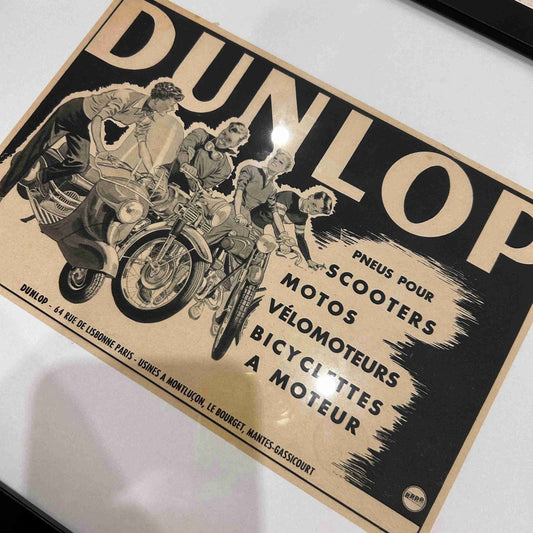 DUNLOP
PNEUS POUR
SCOOTERS
MOTOS
VÉLOMOTEURS
BICYCLETTES
A MOTEUR
DUNLOP - 64 RUE DE LISBONNE PARIS - USINES A MONTLUÇON, LE BOURGET, MANTES-GASSICOURT